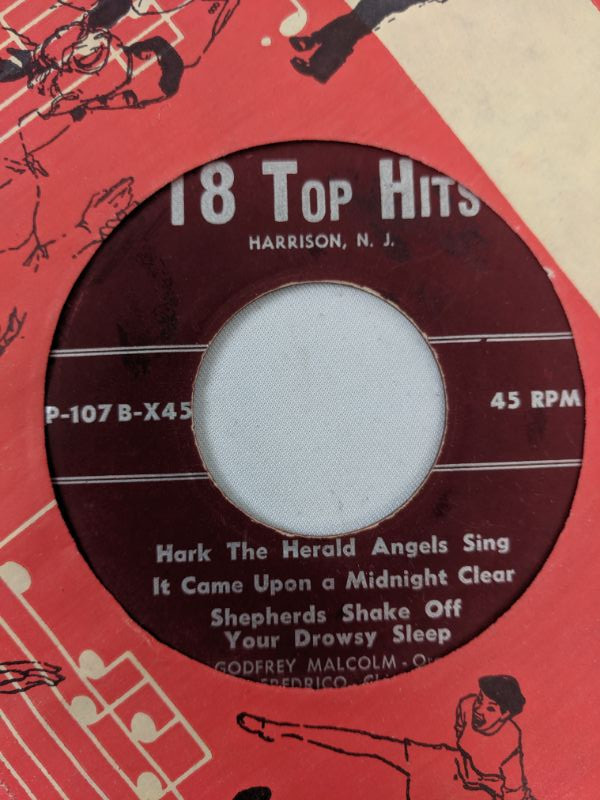 18 Top Hits
HARRISON, N. J.
P-107 B-X45
45 RPM
Hark The Herald Angels Sing
It Came Upon a Midnight Clear
Shepherds Shake Off
Your Drowsy Sleep
GODFREY MALCOLM -